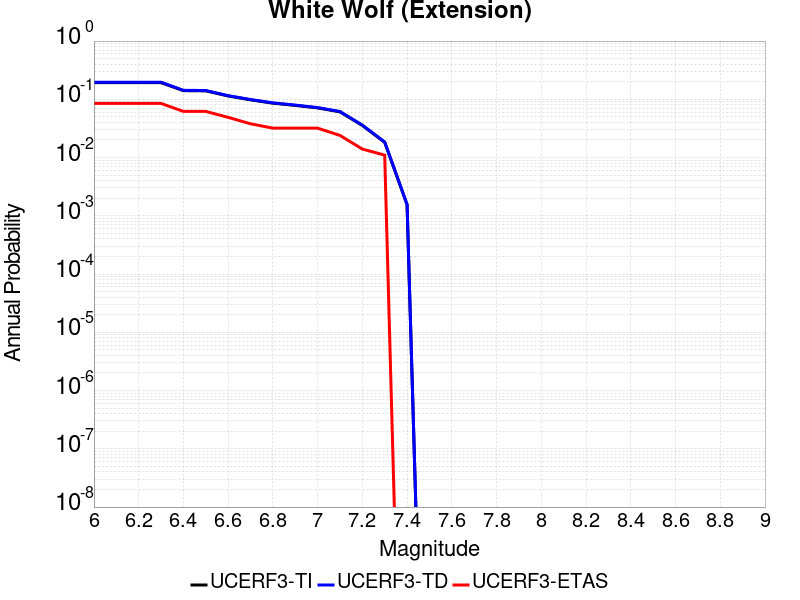 White Wolf (Extension)
10^0
10^-1
10^-2
10^-3
10^-4
10^-5
10^-6
10^-7
10^-8
Annual Probability
6 6.2 6.4 6.6 6.8 7 7.2 7.4 7.6 7.8 8 8.2 8.4 8.6 8.8 9
Magnitude
UCERF3-TI UCERF3-TD UCERF3-ETAS